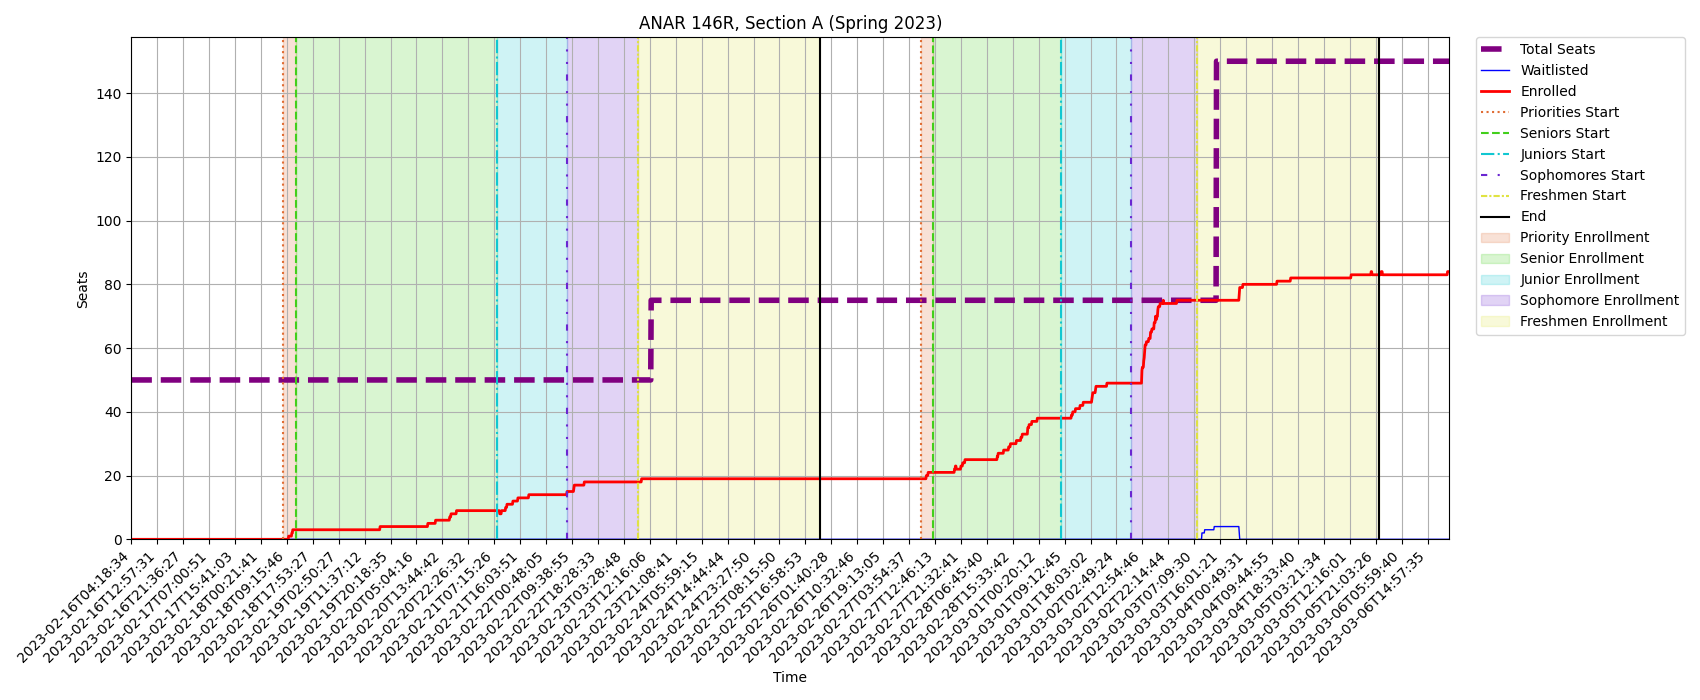 ANAR 146R, Section A (Spring 2023)
Total Seats
Waitlisted
Enrolled
Priorities Start
Seniors Start
Juniors Start
Sophomores Start
Freshmen Start
End
Priority Enrollment
Senior Enrollment
Junior Enrollment
Sophomore Enrollment
Freshmen Enrollment
Seats
140
120
100
80
60
40
20
0
2023-02-16T04:18:34
2023-02-16T12:57:31
2023-02-16T21:36:27
2023-02-17T07:00:51
2023-02-17T15:41:03
2023-02-18T00:21:41
2023-02-18T09:15:46
2023-02-18T17:53:27
2023-02-19T02:50:27
2023-02-19T11:37:12
2023-02-19T20:18:35
2023-02-20T05:04:16
2023-02-20T13:44:42
2023-02-20T22:26:32
2023-02-21T07:15:26
2023-02-21T16:03:51
2023-02-22T00:48:05
2023-02-22T09:38:55
2023-02-22T18:28:33
2023-02-23T03:28:48
2023-02-23T12:16:06
2023-02-23T21:08:41
2023-02-24T05:59:15
2023-02-24T14:44:44
2023-02-24T23:27:50
2023-02-25T08:15:50
2023-02-25T16:58:53
2023-02-26T01:40:28
2023-02-26T10:32:46
2023-02-26T19:13:05
2023-02-27T03:54:37
2023-02-27T12:46:13
2023-02-27T21:32:41
2023-02-28T06:45:40
2023-02-28T15:33:42
2023-03-01T00:20:12
2023-03-01T09:12:45
2023-03-01T18:03:02
2023-03-02T02:49:24
2023-03-02T12:54:46
2023-03-02T22:14:44
2023-03-03T07:09:30
2023-03-03T16:01:21
2023-03-04T00:49:31
2023-03-04T09:44:55
2023-03-04T18:33:40
2023-03-05T03:21:34
2023-03-05T12:16:01
2023-03-05T21:03:26
2023-03-06T05:59:40
2023-03-06T14:57:35
Time